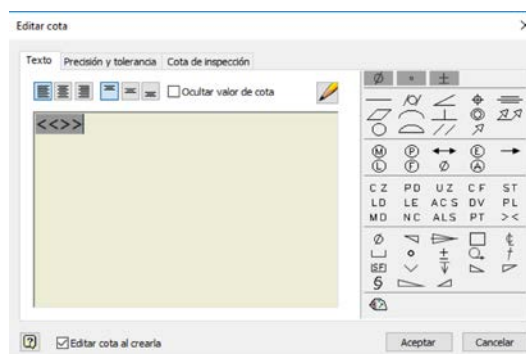 Editar cota
Texto Precisión y tolerancia Cota de inspección
Ocultar valor de cota
<<>>
Ø ° ±
M P E
L F Ø A
CZ PD UZ CF ST
LD LE ACS DV PL
MD NC ALS PT ><
Editar cota al crearla
Aceptar Cancelar